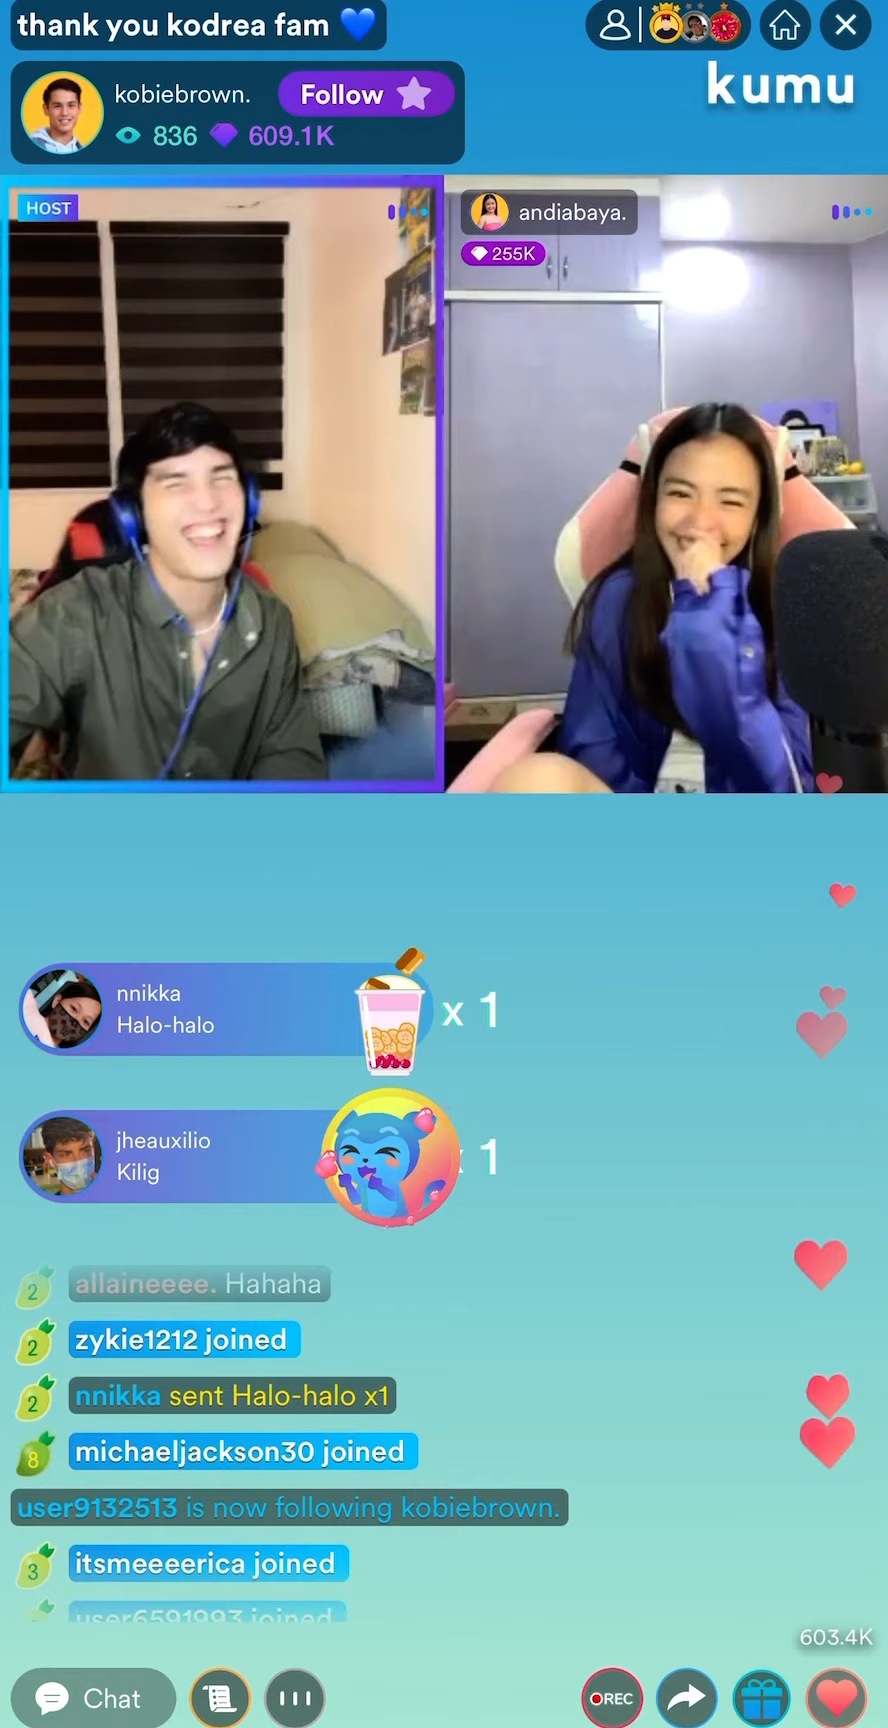 thank you kodrea fam 💙
kumu
kobiebrown.
Follow
836 609.1K
HOST
andiabaya.
255K
nnikka
Halo-halo
x 1
jheauxilio
Kilig
x 1
2 allaineeee. Hahaha
2 zykie1212 joined
2 nnikka sent Halo-halo x1
8 michaeljackson30 joined
user9132513 is now following kobiebrown.
3 itsmeeeerica joined
user6591993 joined
603.4K
Chat
REC